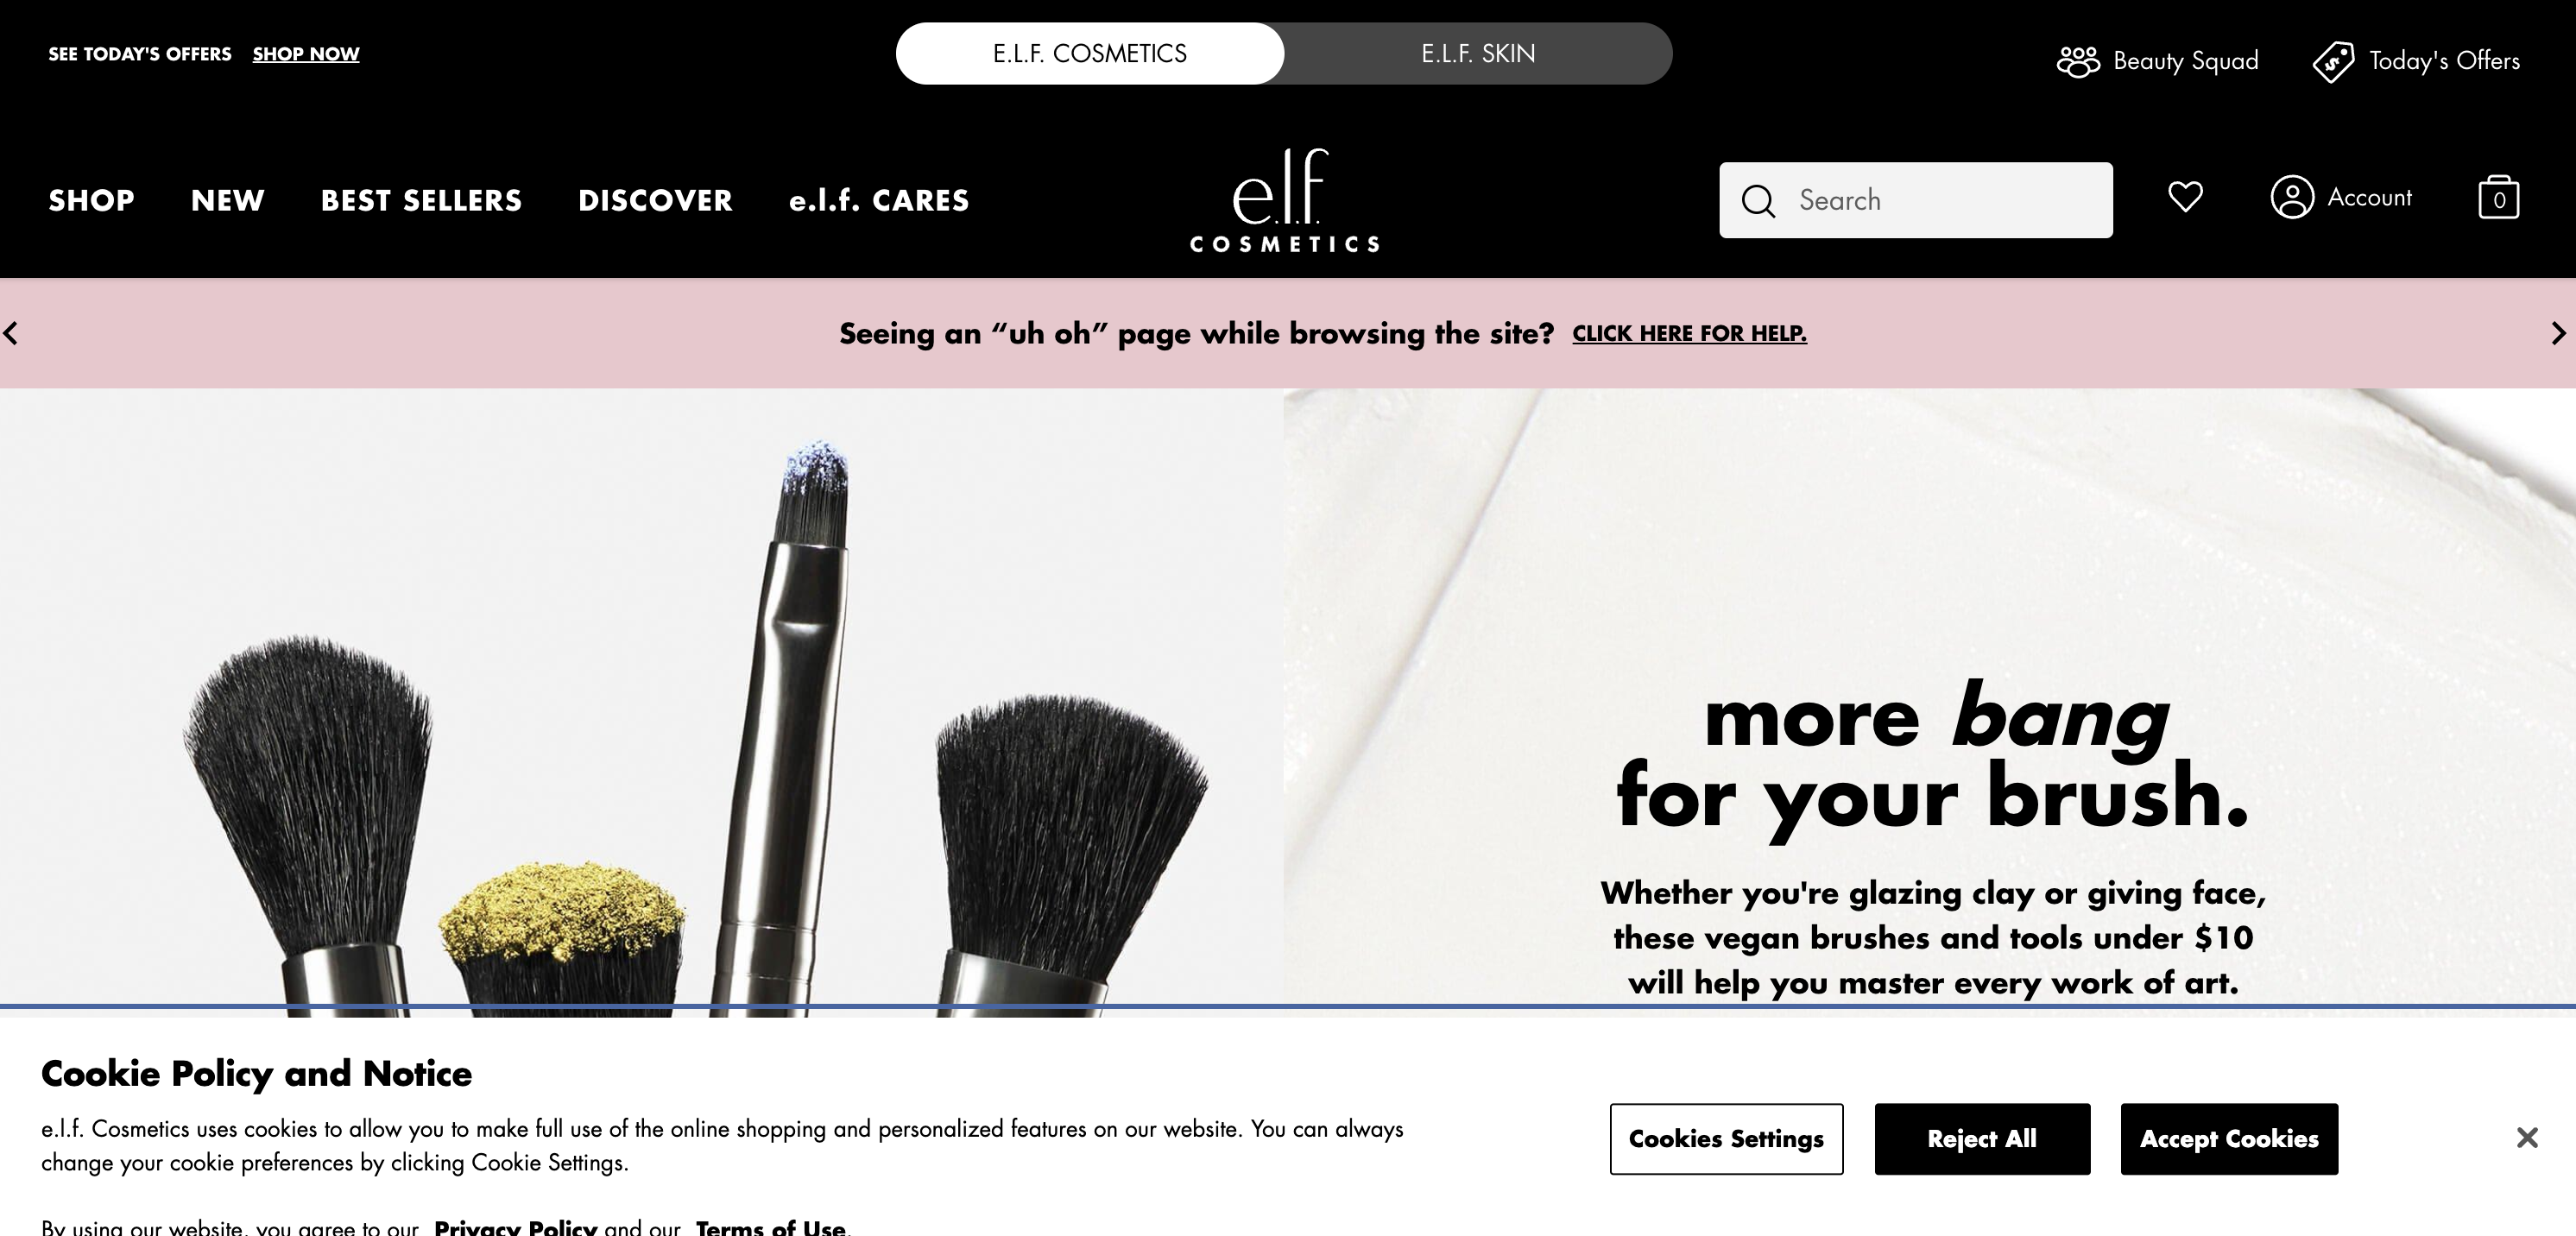 SEE TODAY'S OFFERS SHOP NOW
E.L.F. COSMETICS
E.L.F. SKIN
Beauty Squad
Today's Offers
SHOP
NEW
BEST SELLERS
DISCOVER
e.l.f. CARES
e.l.f.
COSMETICS
Search
Account
0
Seeing an “uh oh” page while browsing the site? CLICK HERE FOR HELP.
more bang
for your brush.
Whether you're glazing clay or giving face,
these vegan brushes and tools under $10
will help you master every work of art.
Cookie Policy and Notice
e.l.f. Cosmetics uses cookies to allow you to make full use of the online shopping and personalized features on our website. You can always
change your cookie preferences by clicking Cookie Settings.
By using our website, you agree to our Privacy Policy and our Terms of Use.
Cookies Settings
Reject All
Accept Cookies